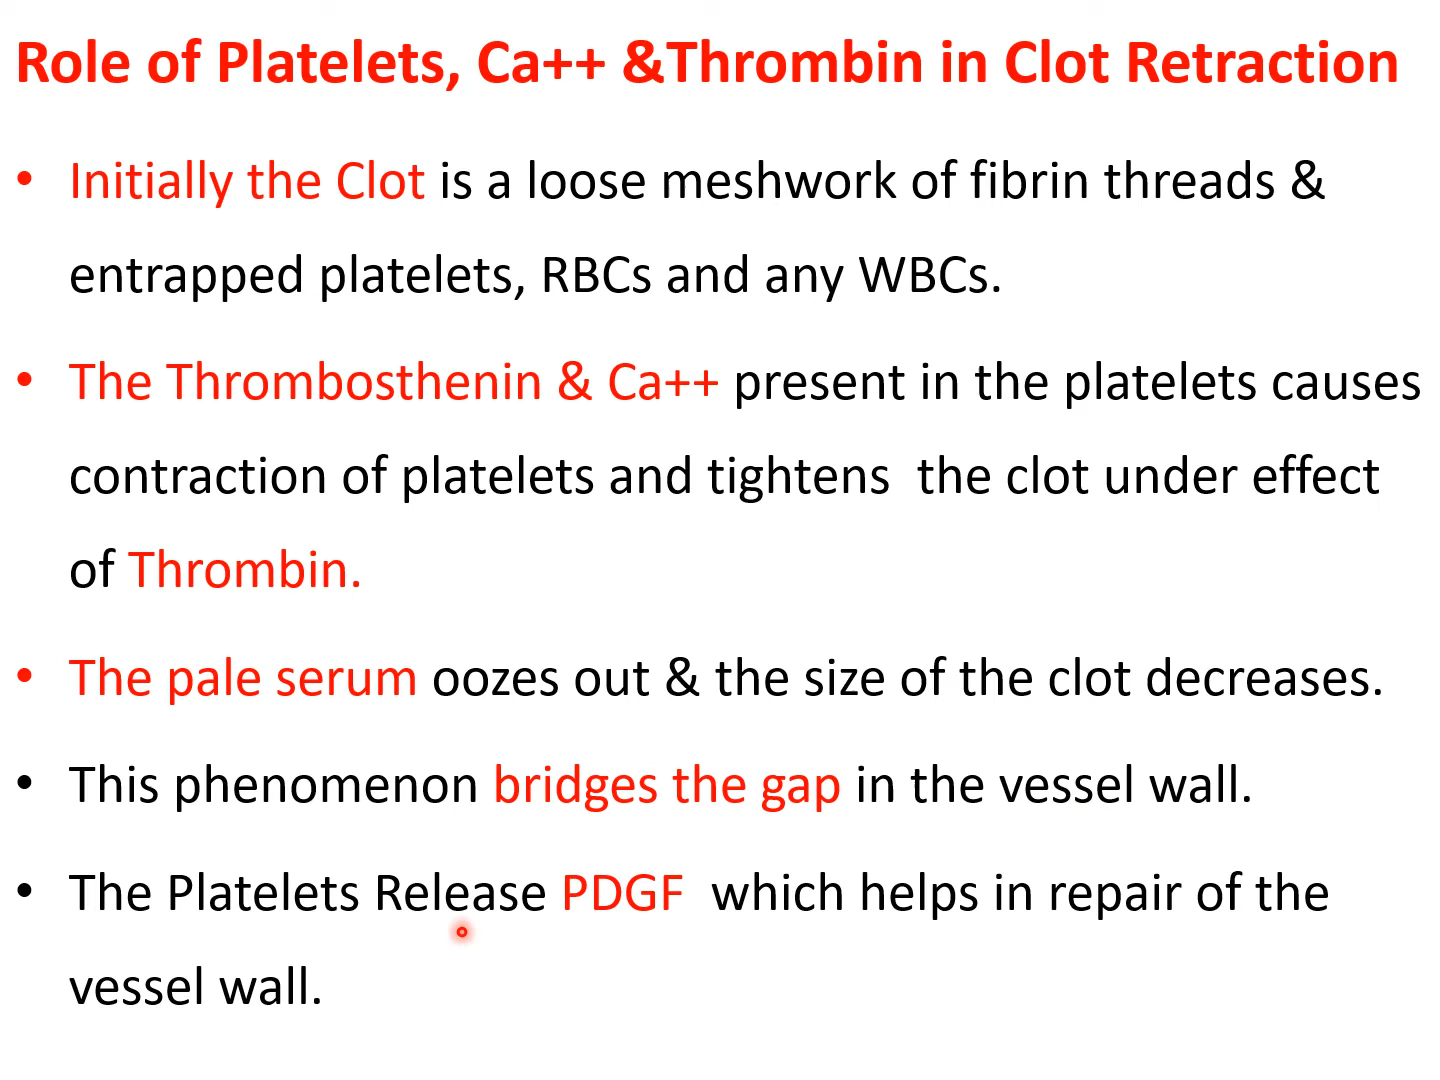 Role of Platelets, Ca++ &Thrombin in Clot Retraction
• Initially the Clot is a loose meshwork of fibrin threads &
entrapped platelets, RBCs and any WBCs.
• The Thrombosthenin & Ca++ present in the platelets causes
contraction of platelets and tightens the clot under effect
of Thrombin.
• The pale serum oozes out & the size of the clot decreases.
• This phenomenon bridges the gap in the vessel wall.
• The Platelets Release PDGF which helps in repair of the
vessel wall.